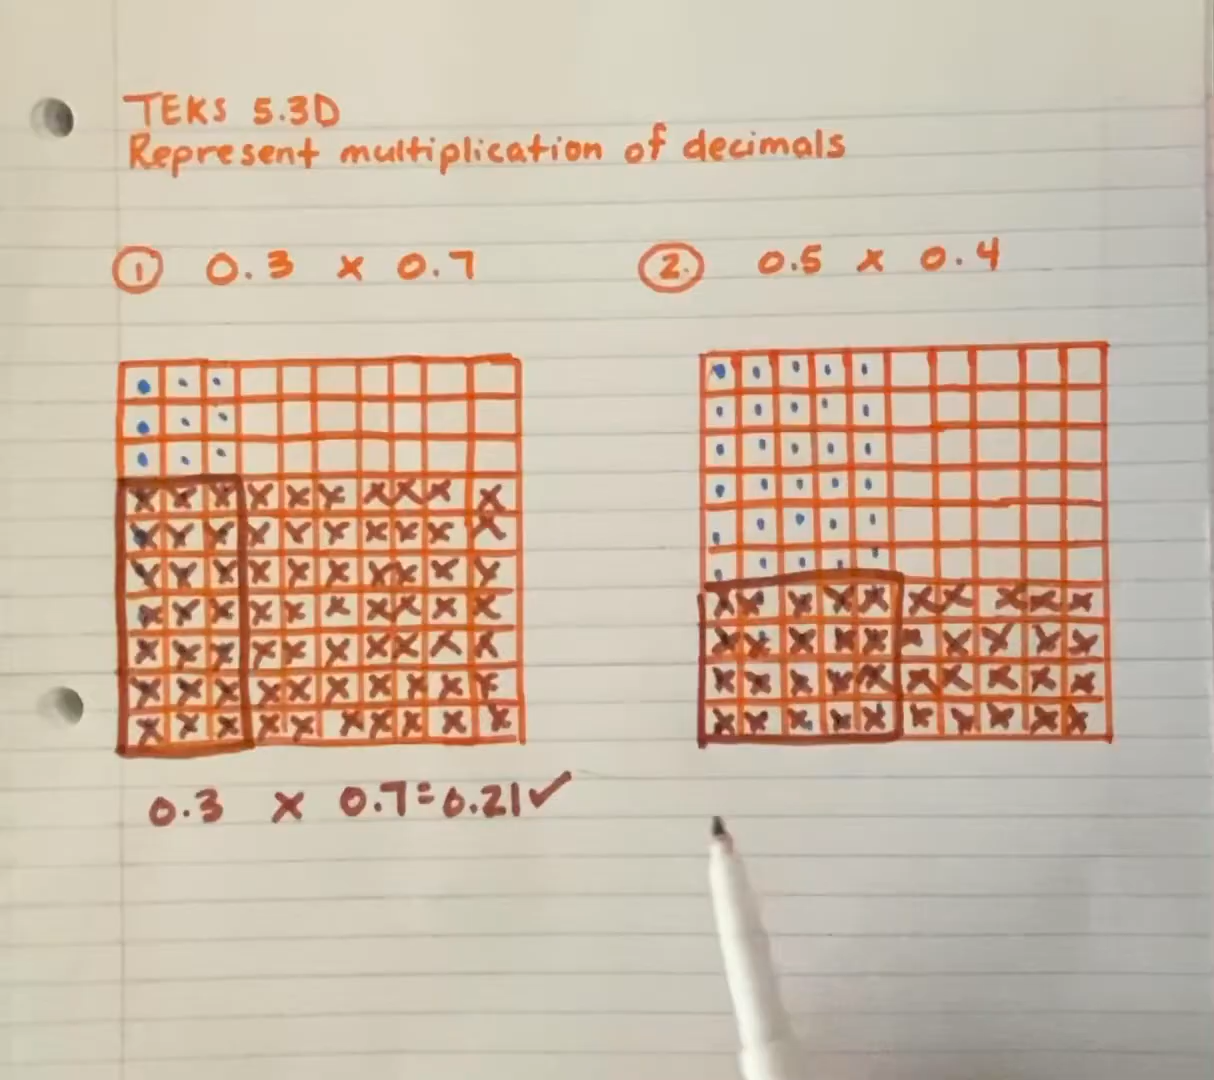 TEKS 5.3D
Represent multiplication of decimals
① 0.3 x 0.7
②. 0.5 x 0.4
0.3 x 0.7=0.21✓